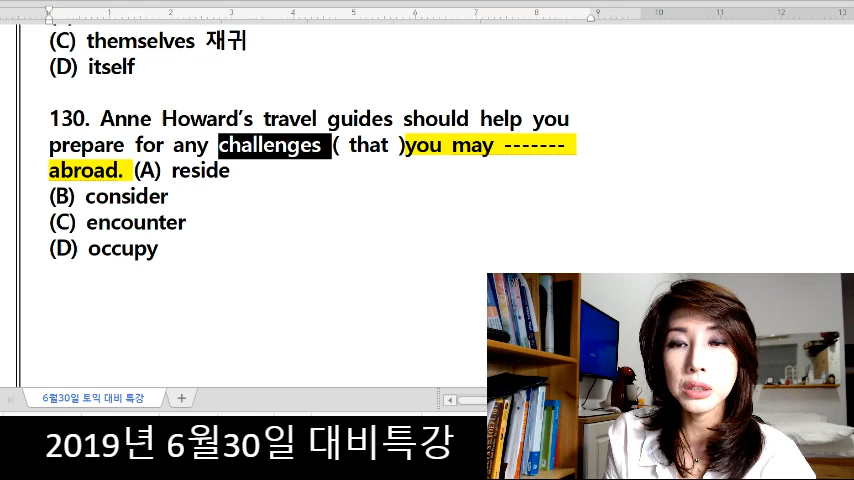 (C) themselves 재귀
(D) itself
130. Anne Howard's travel guides should help you
prepare for any challenges ( that )you may -------
abroad. (A) reside
(B) consider
(C) encounter
(D) occupy
6월30일 토익 대비 특강
2019년 6월30일 대비특강